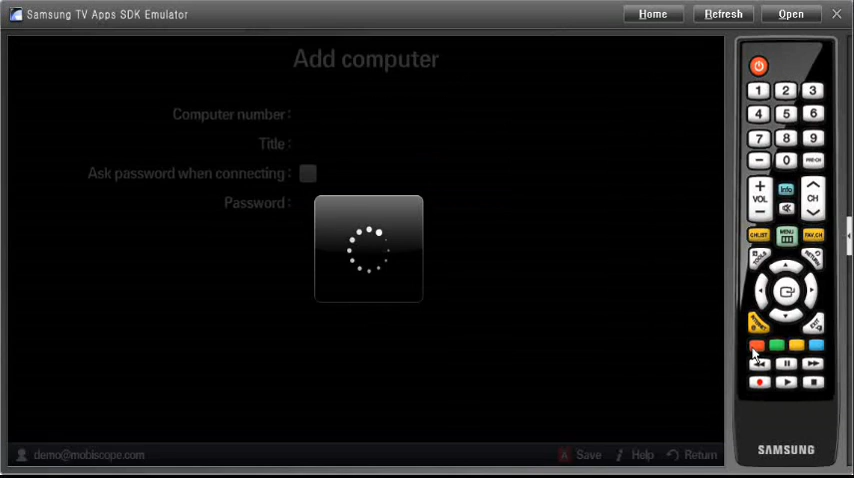 Samsung TV Apps SDK Emulator
Home
Refresh
Open
Add computer
Computer number :
Title :
Ask password when connecting :
Password :
demo@mobiscope.com
A Save
i Help
Return
1 2 3
4 5 6
7 8 9
0 PRE-CH
VOL
Info
CH
CH LIST
MENU
FAV.CH
TOOLS
RETURN
INTERNET
EXIT
SAMSUNG